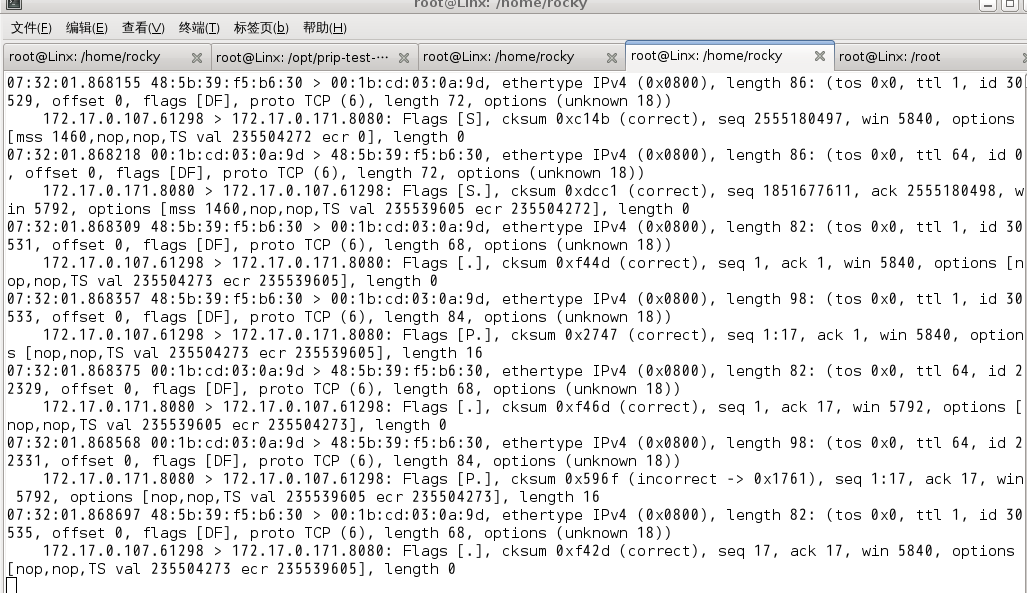 root@Linx: /home/rocky
文件(F) 编辑(E) 查看(V) 终端(T) 标签页(b) 帮助(H)
root@Linx: /home/rocky root@Linx: /opt/prip-test-··· root@Linx: /home/rocky root@Linx: /home/rocky root@Linx: /root
07:32:01.868155 48:5b:39:f5:b6:30 > 00:1b:cd:03:0a:9d, ethertype IPv4 (0x0800), length 86: (tos 0x0, ttl 1, id 30
529, offset 0, flags [DF], proto TCP (6), length 72, options (unknown 18))
172.17.0.107.61298 > 172.17.0.171.8080: Flags [S], cksum 0xc14b (correct), seq 2555180497, win 5840, options
[mss 1460,nop,nop,TS val 235504272 ecr 0], length 0
07:32:01.868218 00:1b:cd:03:0a:9d > 48:5b:39:f5:b6:30, ethertype IPv4 (0x0800), length 86: (tos 0x0, ttl 64, id 0
, offset 0, flags [DF], proto TCP (6), length 72, options (unknown 18))
172.17.0.171.8080 > 172.17.0.107.61298: Flags [S.], cksum 0xdcc1 (correct), seq 1851677611, ack 2555180498, w
in 5792, options [mss 1460,nop,nop,TS val 235539605 ecr 235504272], length 0
07:32:01.868309 48:5b:39:f5:b6:30 > 00:1b:cd:03:0a:9d, ethertype IPv4 (0x0800), length 82: (tos 0x0, ttl 1, id 30
531, offset 0, flags [DF], proto TCP (6), length 68, options (unknown 18))
172.17.0.107.61298 > 172.17.0.171.8080: Flags [.], cksum 0xf44d (correct), seq 1, ack 1, win 5840, options [n
op,nop,TS val 235504273 ecr 235539605], length 0
07:32:01.868357 48:5b:39:f5:b6:30 > 00:1b:cd:03:0a:9d, ethertype IPv4 (0x0800), length 98: (tos 0x0, ttl 1, id 30
533, offset 0, flags [DF], proto TCP (6), length 84, options (unknown 18))
172.17.0.107.61298 > 172.17.0.171.8080: Flags [P.], cksum 0x2747 (correct), seq 1:17, ack 1, win 5840, option
s [nop,nop,TS val 235504273 ecr 235539605], length 16
07:32:01.868375 00:1b:cd:03:0a:9d > 48:5b:39:f5:b6:30, ethertype IPv4 (0x0800), length 82: (tos 0x0, ttl 64, id 2
2329, offset 0, flags [DF], proto TCP (6), length 68, options (unknown 18))
172.17.0.171.8080 > 172.17.0.107.61298: Flags [.], cksum 0xf46d (correct), seq 1, ack 17, win 5792, options [
nop,nop,TS val 235539605 ecr 235504273], length 0
07:32:01.868568 00:1b:cd:03:0a:9d > 48:5b:39:f5:b6:30, ethertype IPv4 (0x0800), length 98: (tos 0x0, ttl 64, id 2
2331, offset 0, flags [DF], proto TCP (6), length 84, options (unknown 18))
172.17.0.171.8080 > 172.17.0.107.61298: Flags [P.], cksum 0x596f (incorrect -> 0x1761), seq 1:17, ack 17, win
5792, options [nop,nop,TS val 235539605 ecr 235504273], length 16
07:32:01.868697 48:5b:39:f5:b6:30 > 00:1b:cd:03:0a:9d, ethertype IPv4 (0x0800), length 82: (tos 0x0, ttl 1, id 30
535, offset 0, flags [DF], proto TCP (6), length 68, options (unknown 18))
172.17.0.107.61298 > 172.17.0.171.8080: Flags [.], cksum 0xf42d (correct), seq 17, ack 17, win 5840, options
[nop,nop,TS val 235504273 ecr 235539605], length 0